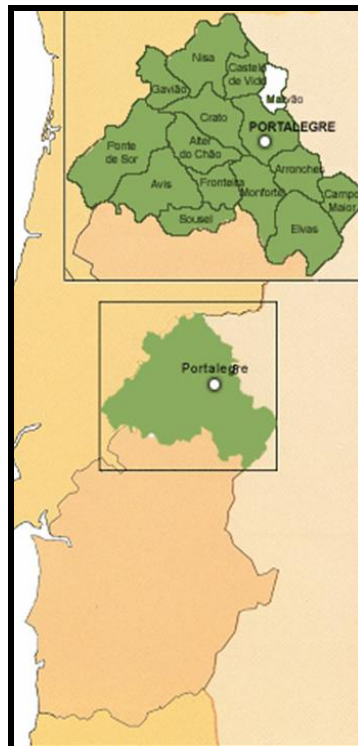 Nisa
Castelo
de Vide
Gavião
Marvão
Crato
PORTALEGRE
Ponte
de Sor
Alter
do Chão
Arronches
Avis
Fronteira
Monforte
Campo
Maior
Sousel
Elvas
Portalegre